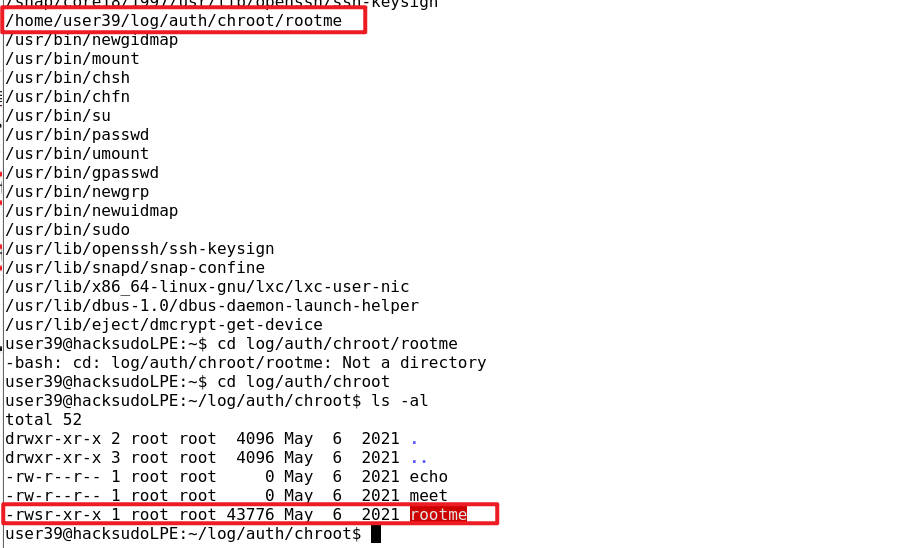 /snap/core18/1997/usr/lib/openssh/ssh-keysign
/home/user39/log/auth/chroot/rootme
/usr/bin/newgidmap
/usr/bin/mount
/usr/bin/chsh
/usr/bin/chfn
/usr/bin/su
/usr/bin/passwd
/usr/bin/umount
/usr/bin/gpasswd
/usr/bin/newgrp
/usr/bin/newuidmap
/usr/bin/sudo
/usr/lib/openssh/ssh-keysign
/usr/lib/snapd/snap-confine
/usr/lib/x86_64-linux-gnu/lxc/lxc-user-nic
/usr/lib/dbus-1.0/dbus-daemon-launch-helper
/usr/lib/eject/dmcrypt-get-device
user39@hacksudoLPE:~$ cd log/auth/chroot/rootme
-bash: cd: log/auth/chroot/rootme: Not a directory
user39@hacksudoLPE:~$ cd log/auth/chroot
user39@hacksudoLPE:~/log/auth/chroot$ ls -al
total 52
drwxr-xr-x 2 root root  4096 May  6  2021 .
drwxr-xr-x 3 root root  4096 May  6  2021 ..
-rw-r--r-- 1 root root     0 May  6  2021 echo
-rw-r--r-- 1 root root     0 May  6  2021 meet
-rwsr-xr-x 1 root root 43776 May  6  2021 rootme
user39@hacksudoLPE:~/log/auth/chroot$